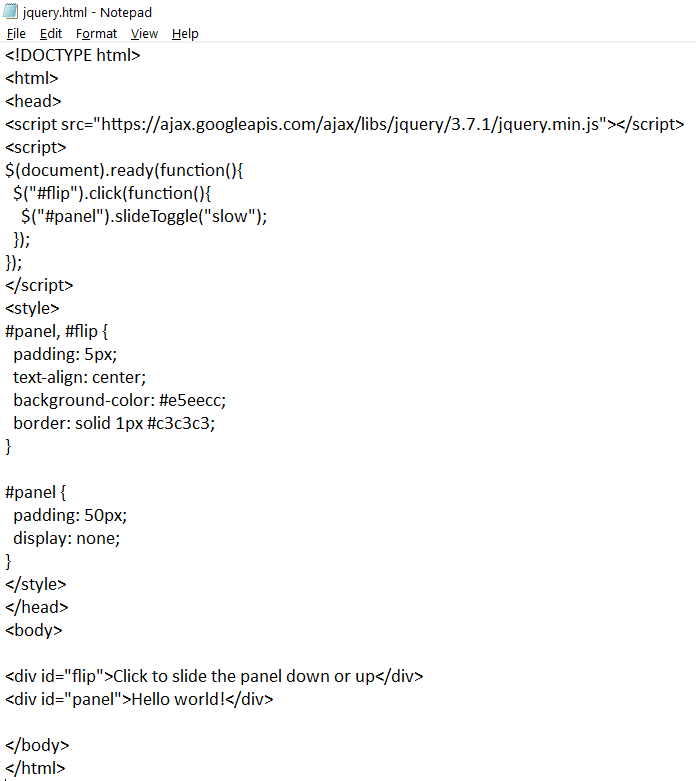 jquery.html - Notepad
File Edit Format View Help
<!DOCTYPE html>
<html>
<head>
<script src="https://ajax.googleapis.com/ajax/libs/jquery/3.7.1/jquery.min.js"></script>
<script>
$(document).ready(function(){
  $("#flip").click(function(){
    $("#panel").slideToggle("slow");
  });
});
</script>
<style>
#panel, #flip {
  padding: 5px;
  text-align: center;
  background-color: #e5eecc;
  border: solid 1px #c3c3c3;
}

#panel {
  padding: 50px;
  display: none;
}
</style>
</head>
<body>

<div id="flip">Click to slide the panel down or up</div>
<div id="panel">Hello world!</div>

</body>
</html>